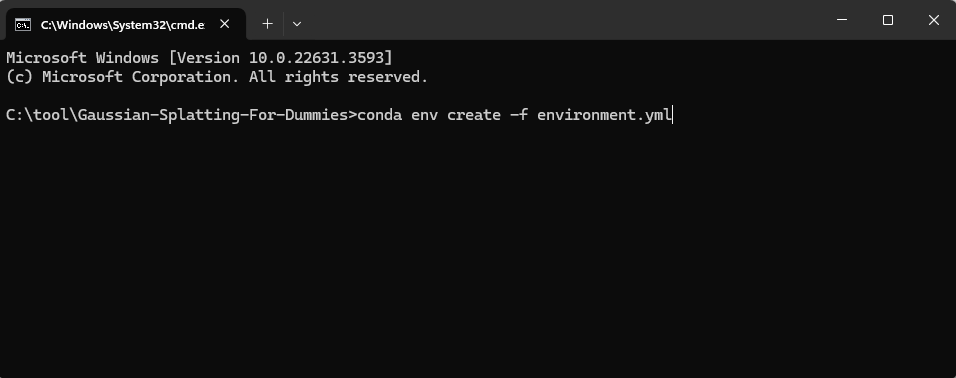 C:\Windows\System32\cmd.e
Microsoft Windows [Version 10.0.22631.3593]
(c) Microsoft Corporation. All rights reserved.
C:\tool\Gaussian-Splatting-For-Dummies>conda env create -f environment.yml